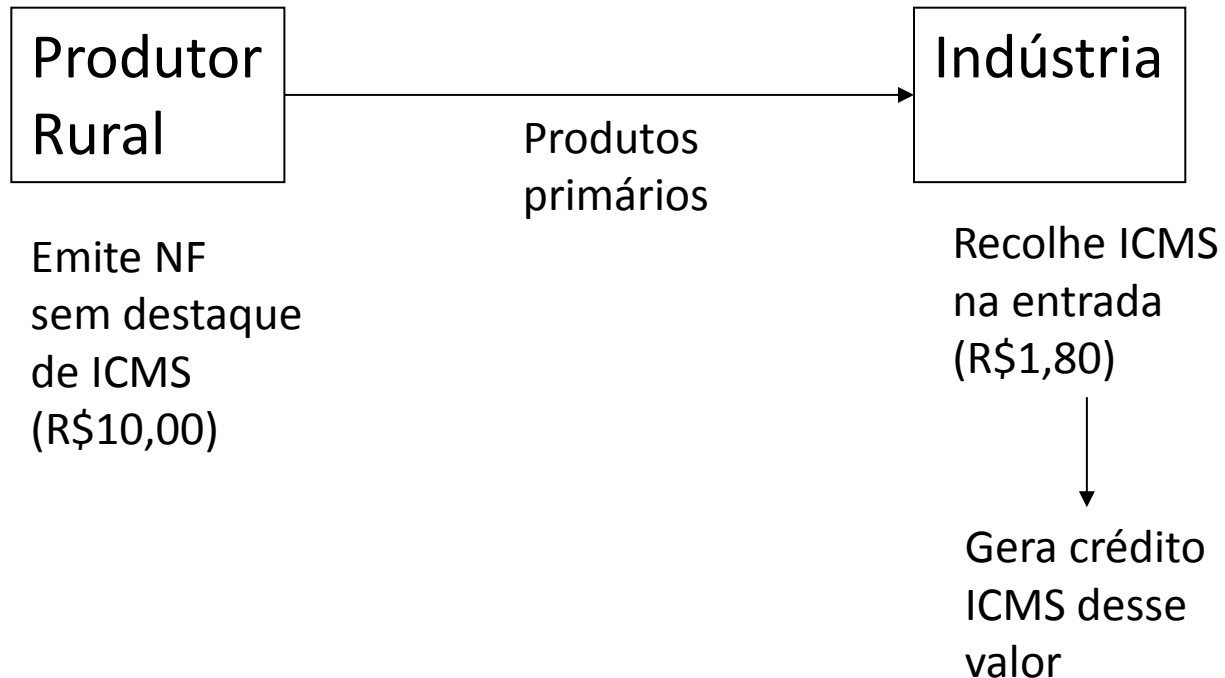 Produtor
Rural
Indústria
Produtos
primários
Emite NF
sem destaque
de ICMS
(R$10,00)
Recolhe ICMS
na entrada
(R$1,80)
Gera crédito
ICMS desse
valor